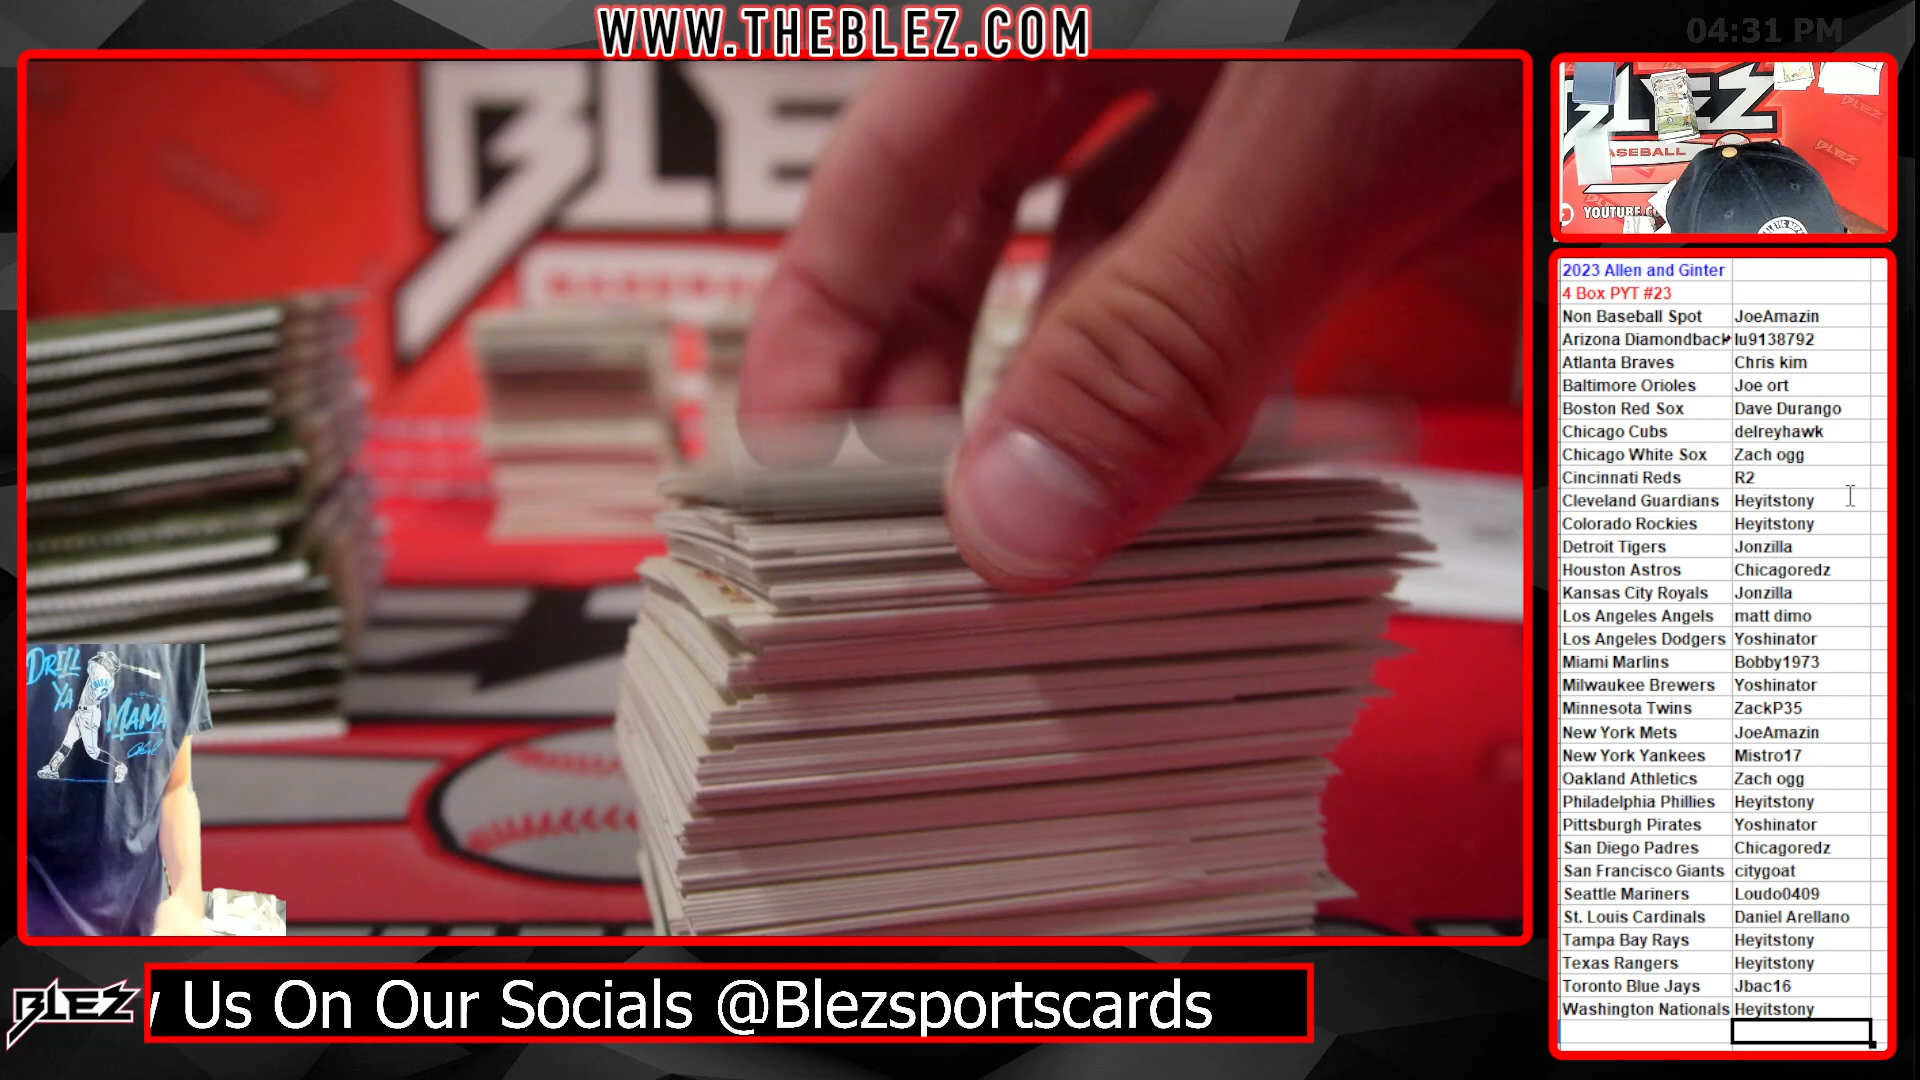 WWW.THEBLEZ.COM
04:31 PM
BLEZ
BLEZ
BASEBALL
BLEZ
YOUTUBE.CO
2023 Allen and Ginter
4 Box PYT #23
Non Baseball Spot JoeAmazin
Arizona Diamondback lu9138792
Atlanta Braves Chris kim
Baltimore Orioles Joe ort
Boston Red Sox Dave Durango
Chicago Cubs delreyhawk
Chicago White Sox Zach ogg
Cincinnati Reds R2
Cleveland Guardians Heyitstony
Colorado Rockies Heyitstony
Detroit Tigers Jonzilla
Houston Astros Chicagoredz
Kansas City Royals Jonzilla
Los Angeles Angels matt dimo
Los Angeles Dodgers Yoshinator
Miami Marlins Bobby1973
Milwaukee Brewers Yoshinator
Minnesota Twins ZackP35
New York Mets JoeAmazin
New York Yankees Mistro17
Oakland Athletics Zach ogg
Philadelphia Phillies Heyitstony
Pittsburgh Pirates Yoshinator
San Diego Padres Chicagoredz
San Francisco Giants citygoat
Seattle Mariners Loudo0409
St. Louis Cardinals Daniel Arellano
Tampa Bay Rays Heyitstony
Texas Rangers Heyitstony
Toronto Blue Jays Jbac16
Washington Nationals Heyitstony
DRILL
YA
MAMA
BLEZ
y Us On Our Socials @Blezsportscards